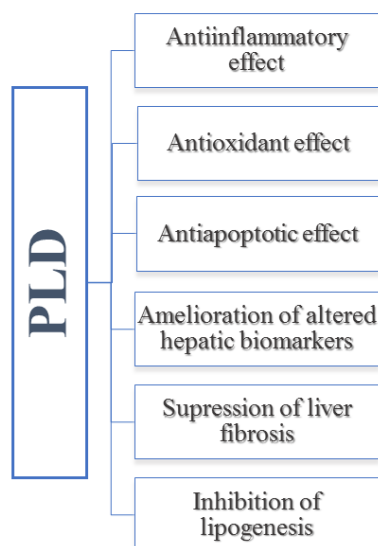 PLD
Antiinflammatory
effect
Antioxidant effect
Antiapoptotic effect
Amelioration of altered
hepatic biomarkers
Supression of liver
fibrosis
Inhibition of
lipogenesis